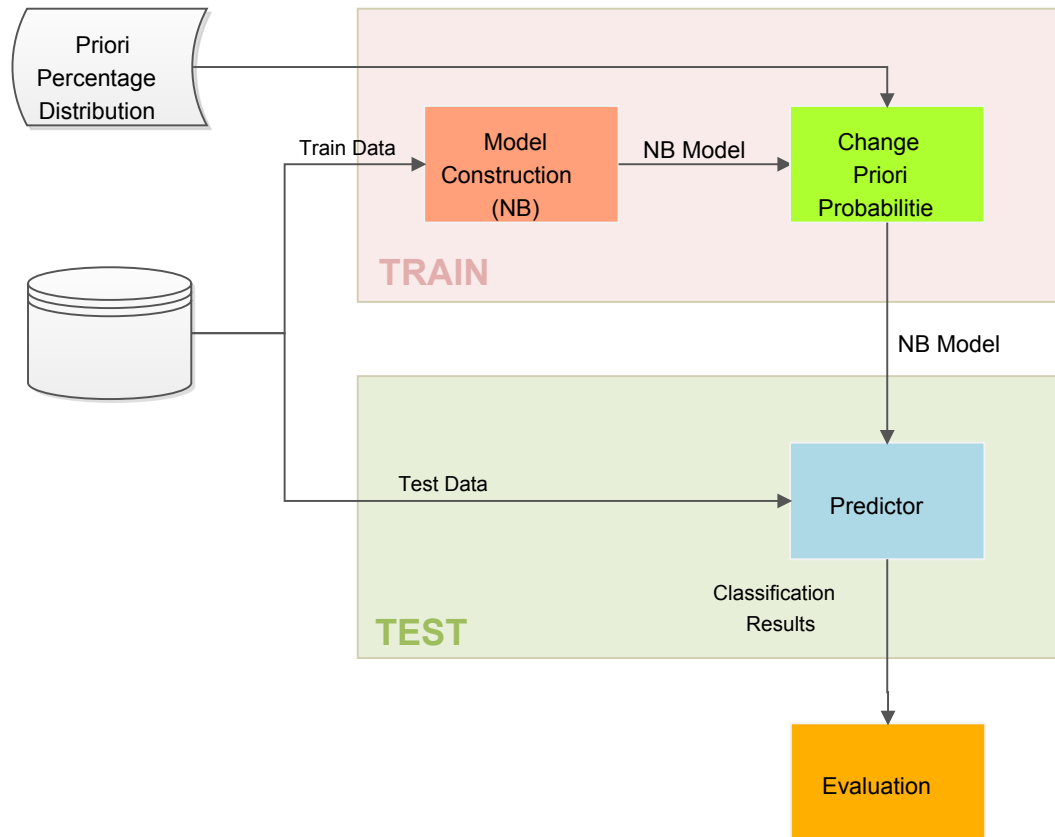 Priori
Percentage
Distribution
Train Data
Model
Construction
(NB)
NB Model
Change
Priori
Probabilitie
TRAIN
NB Model
Test Data
Predictor
Classification
Results
TEST
Evaluation